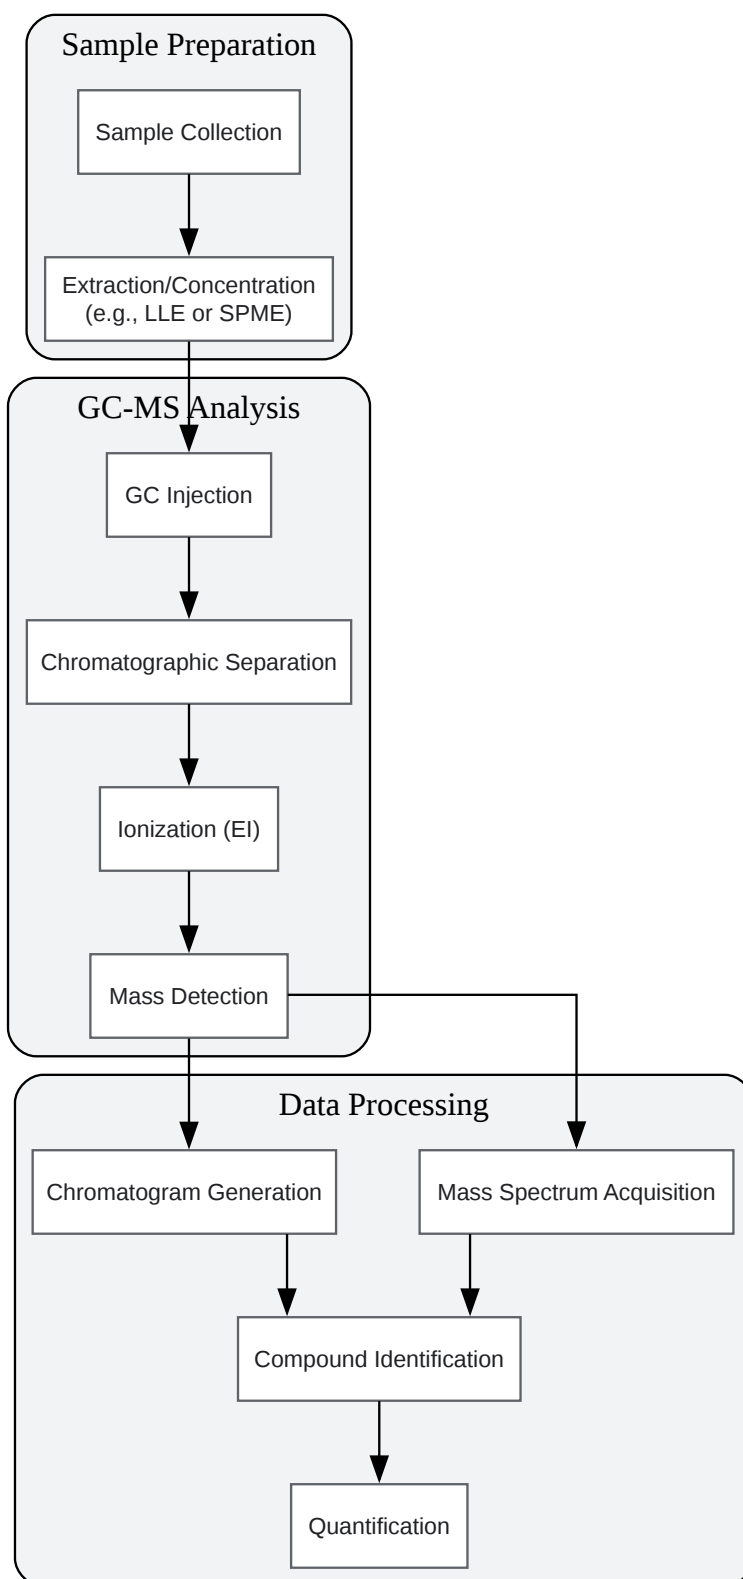 Sample Preparation
Sample Collection
Extraction/Concentration
(e.g., LLE or SPME)
GC-MS Analysis
GC Injection
Chromatographic Separation
Ionization (EI)
Mass Detection
Data Processing
Chromatogram Generation
Mass Spectrum Acquisition
Compound Identification
Quantification